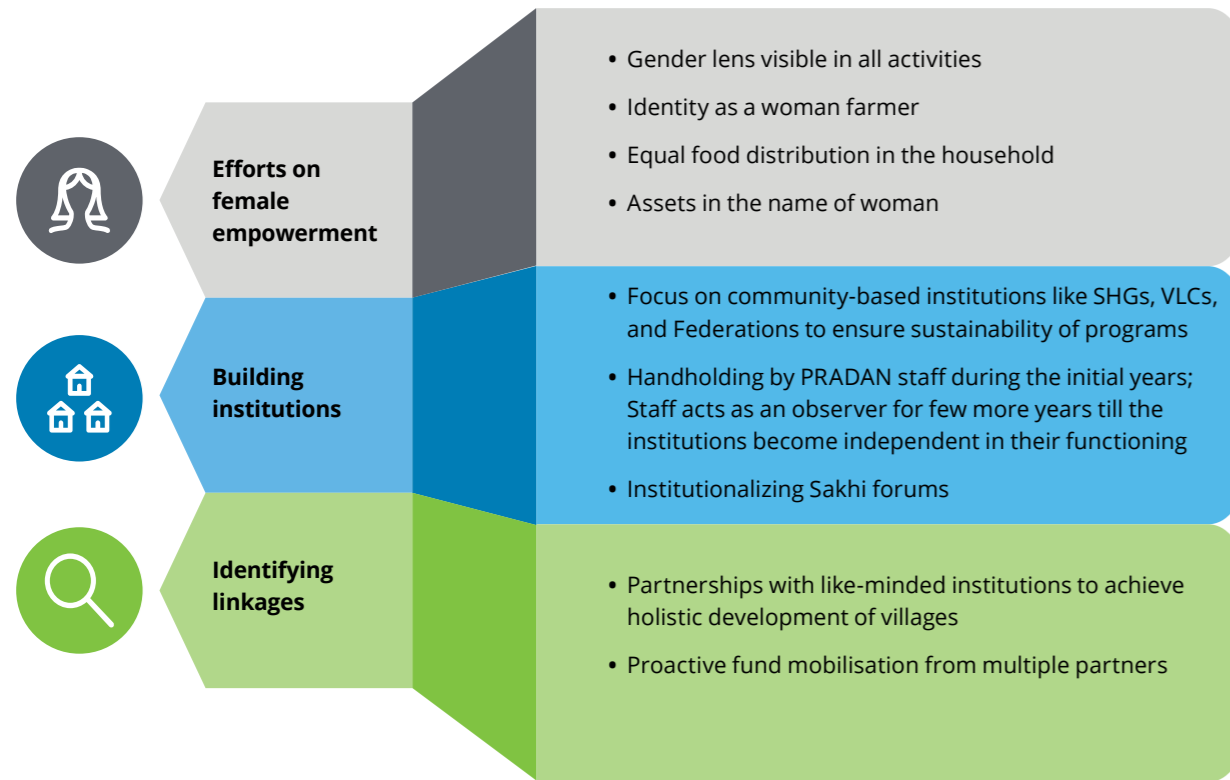 Efforts on
female
empowerment
• Gender lens visible in all activities
• Identity as a woman farmer
• Equal food distribution in the household
• Assets in the name of woman
Building
institutions
• Focus on community-based institutions like SHGs, VLCs,
and Federations to ensure sustainability of programs
• Handholding by PRADAN staff during the initial years;
Staff acts as an observer for few more years till the
institutions become independent in their functioning
• Institutionalizing Sakhi forums
Identifying
linkages
• Partnerships with like-minded institutions to achieve
holistic development of villages
• Proactive fund mobilisation from multiple partners